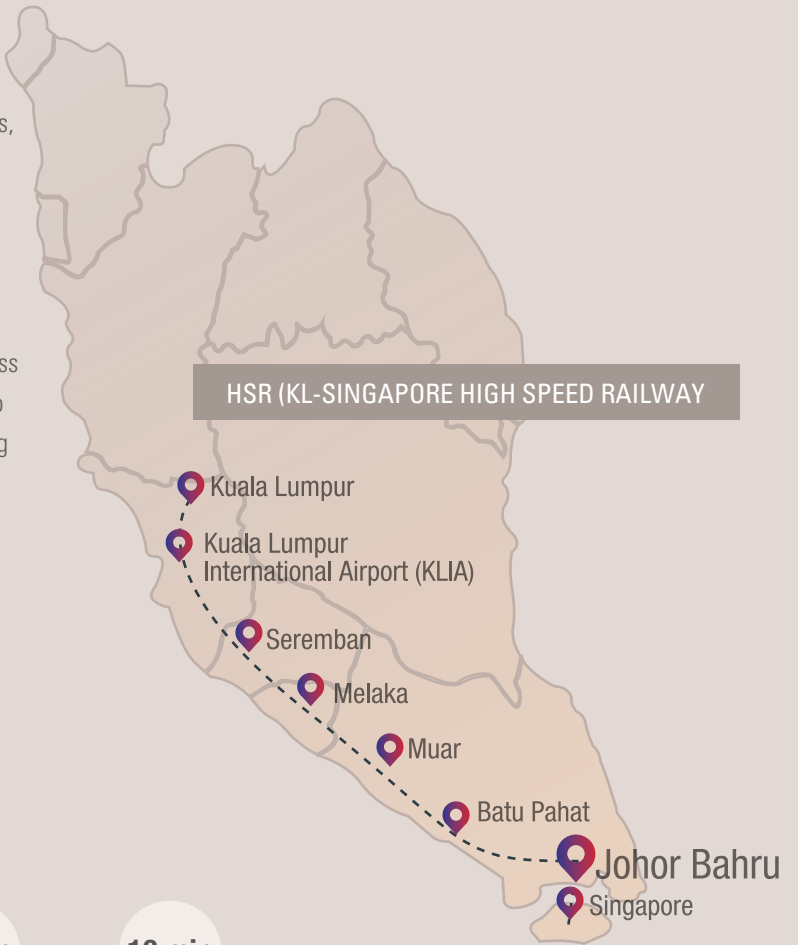 s,
ss
g
HSR (KL-SINGAPORE HIGH SPEED RAILWAY
Kuala Lumpur
Kuala Lumpur
International Airport (KLIA)
Seremban
Melaka
Muar
Batu Pahat
Johor Bahru
Singapore